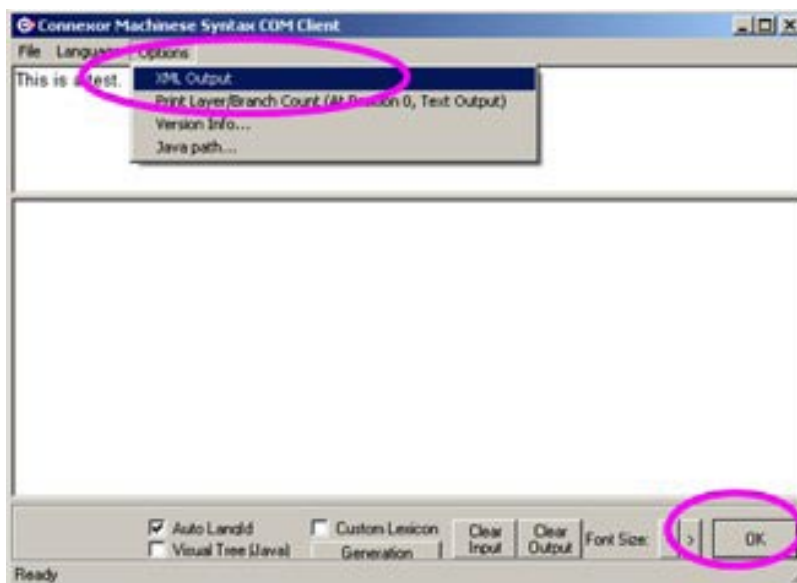 Connexor Machinese Syntax COM Client
File Language Options
This is a test.
XML Output
Print Layer/Branch Count (At Position 0, Text Output)
Version Info...
Java path...
Auto LangId
Visual Tree (Java)
Custom Lexicon
Generation
Clear
Input
Clear
Output
Font Size:
>
OK
Ready